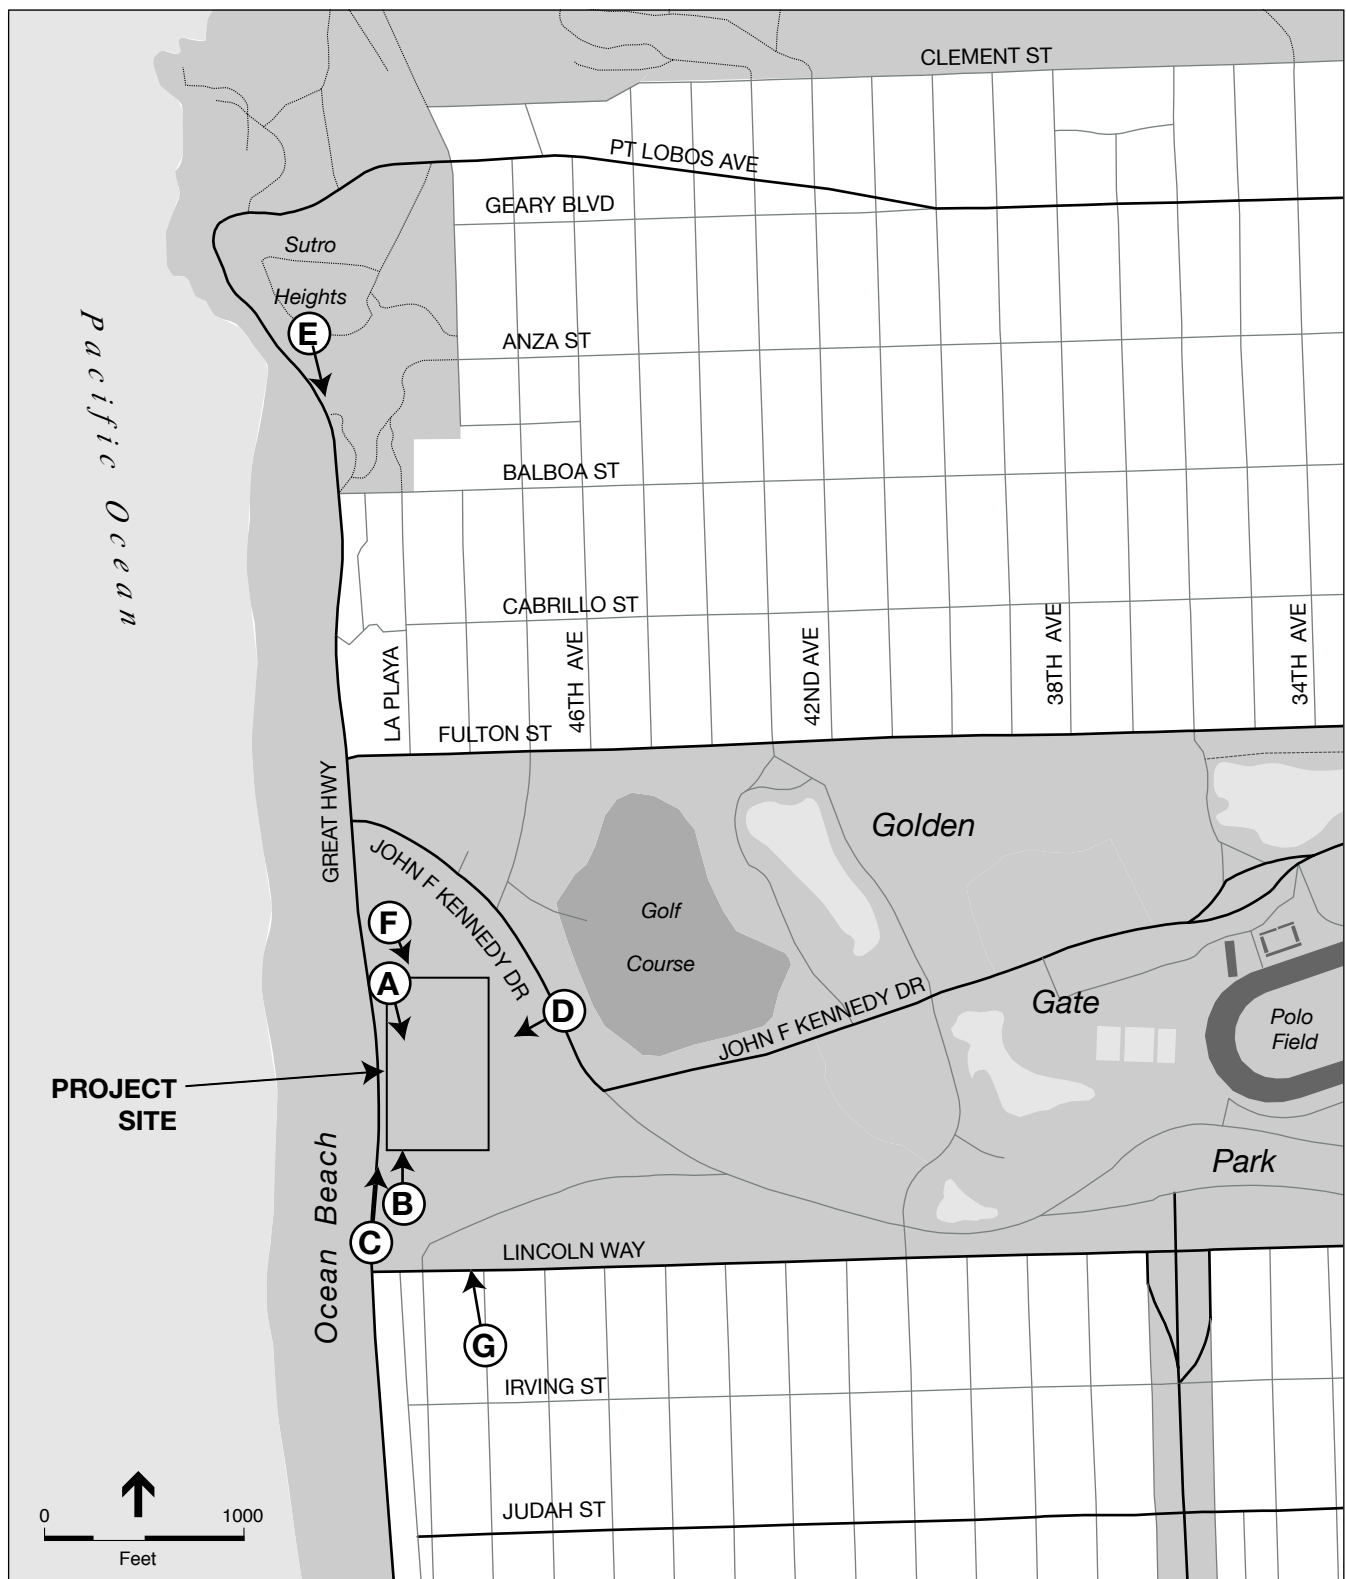 CLEMENT ST
PT LOBOS AVE
GEARY BLVD
Sutro
Heights
E
ANZA ST
Pacific Ocean
BALBOA ST
CABRILLO ST
LA PLAYA
46TH AVE
42ND AVE
38TH AVE
34TH AVE
FULTON ST
GREAT HWY
JOHN F KENNEDY DR
Golden
Golf
Course
F
A
D
JOHN F KENNEDY DR
Gate
Polo
Field
PROJECT
SITE
Ocean Beach
B
C
Park
LINCOLN WAY
G
IRVING ST
JUDAH ST
0 1000
Feet